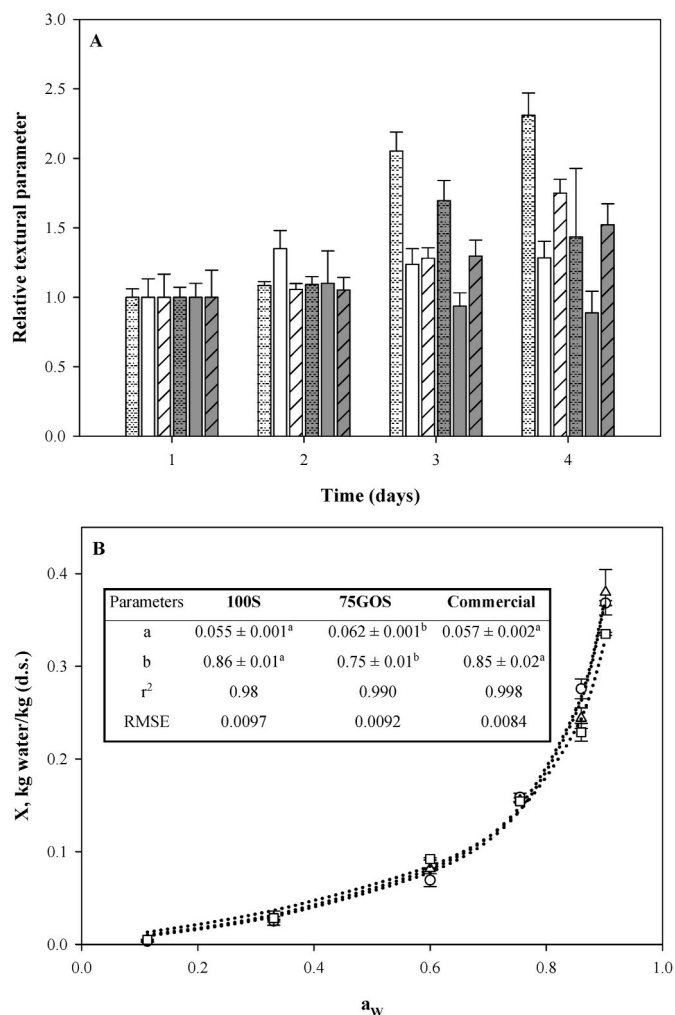 A
3.0
2.5
2.0
1.5
1.0
0.5
0.0
Relative textural parameter
1 2 3 4
Time (days)
B
0.4
0.3
0.2
0.1
0.0
X, kg water/kg (d.s.)
Parameters 100S 75GOS Commercial
a 0.055 ± 0.001ᵃ 0.062 ± 0.001ᵇ 0.057 ± 0.002ᵃ
b 0.86 ± 0.01ᵃ 0.75 ± 0.01ᵇ 0.85 ± 0.02ᵃ
r² 0.98 0.990 0.998
RMSE 0.0097 0.0092 0.0084
0.0 0.2 0.4 0.6 0.8 1.0
a_w